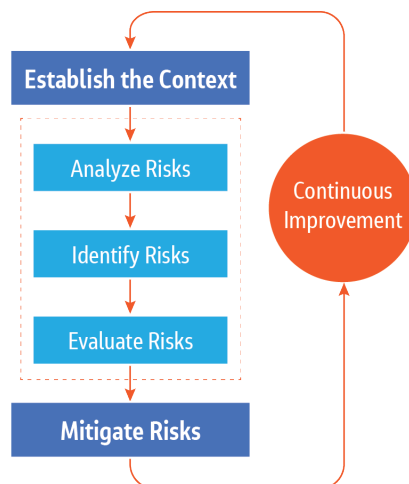 Establish the Context
Analyze Risks
Identify Risks
Evaluate Risks
Mitigate Risks
Continuous
Improvement